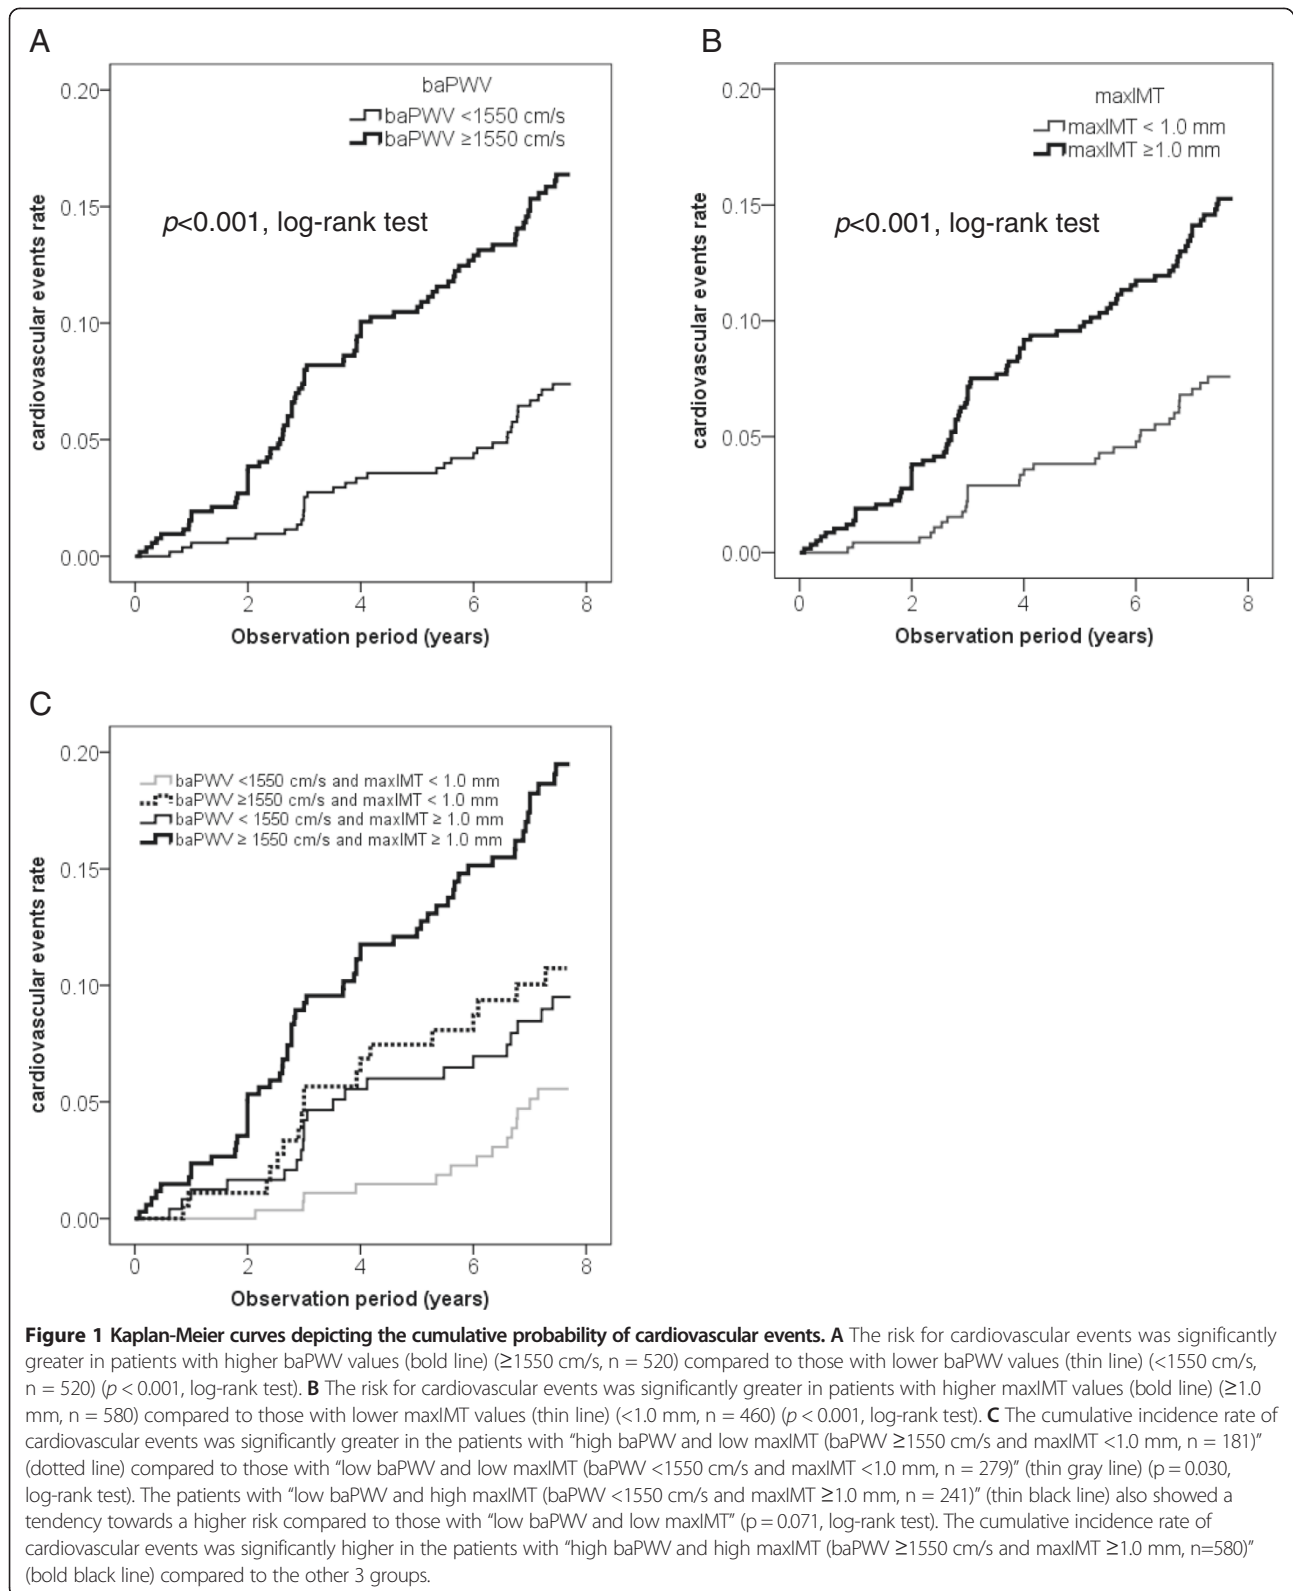 A
baPWV
baPWV <1550 cm/s
baPWV ≥1550 cm/s
p<0.001, log-rank test
0.20
0.15
0.10
0.05
0.00
cardiovascular events rate
0 2 4 6 8
Observation period (years)
B
maxIMT
maxIMT < 1.0 mm
maxIMT ≥1.0 mm
p<0.001, log-rank test
0.20
0.15
0.10
0.05
0.00
cardiovascular events rate
0 2 4 6 8
Observation period (years)
C
baPWV <1550 cm/s and maxIMT < 1.0 mm
baPWV ≥1550 cm/s and maxIMT < 1.0 mm
baPWV < 1550 cm/s and maxIMT ≥ 1.0 mm
baPWV ≥ 1550 cm/s and maxIMT ≥ 1.0 mm
0.20
0.15
0.10
0.05
0.00
cardiovascular events rate
0 2 4 6 8
Observation period (years)
Figure 1 Kaplan-Meier curves depicting the cumulative probability of cardiovascular events. A The risk for cardiovascular events was significantly
greater in patients with higher baPWV values (bold line) (≥1550 cm/s, n = 520) compared to those with lower baPWV values (thin line) (<1550 cm/s,
n = 520) (p < 0.001, log-rank test). B The risk for cardiovascular events was significantly greater in patients with higher maxIMT values (bold line) (≥1.0
mm, n = 580) compared to those with lower maxIMT values (thin line) (<1.0 mm, n = 460) (p < 0.001, log-rank test). C The cumulative incidence rate of
cardiovascular events was significantly greater in the patients with “high baPWV and low maxIMT (baPWV ≥1550 cm/s and maxIMT <1.0 mm, n = 181)”
(dotted line) compared to those with “low baPWV and low maxIMT (baPWV <1550 cm/s and maxIMT <1.0 mm, n = 279)” (thin gray line) (p = 0.030,
log-rank test). The patients with “low baPWV and high maxIMT (baPWV <1550 cm/s and maxIMT ≥1.0 mm, n = 241)” (thin black line) also showed a
tendency towards a higher risk compared to those with “low baPWV and low maxIMT” (p = 0.071, log-rank test). The cumulative incidence rate of
cardiovascular events was significantly higher in the patients with “high baPWV and high maxIMT (baPWV ≥1550 cm/s and maxIMT ≥1.0 mm, n=580)”
(bold black line) compared to the other 3 groups.